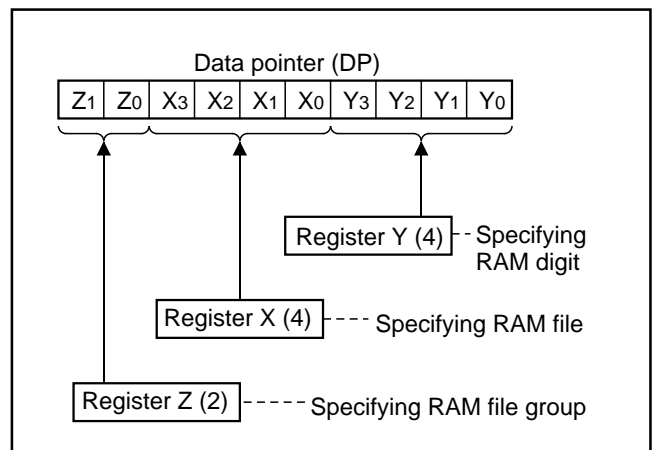 Data pointer (DP)
Z1 Z0 X3 X2 X1 X0 Y3 Y2 Y1 Y0
Register Y (4) Specifying
RAM digit
Register X (4) Specifying RAM file
Register Z (2) Specifying RAM file group